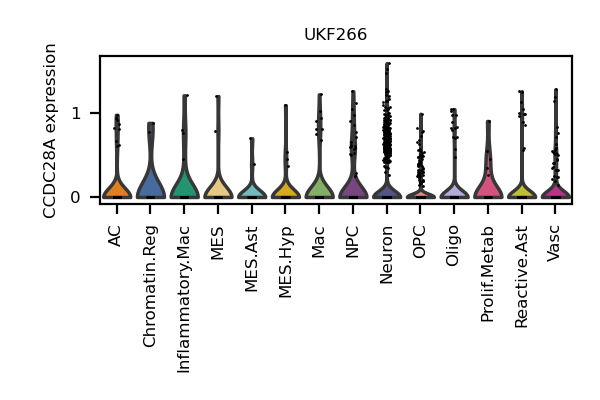 UKF266
CCDC28A expression
1
0
AC
Chromatin.Reg
Inflammatory.Mac
MES
MES.Ast
MES.Hyp
Mac
NPC
Neuron
OPC
Oligo
Prolif.Metab
Reactive.Ast
Vasc